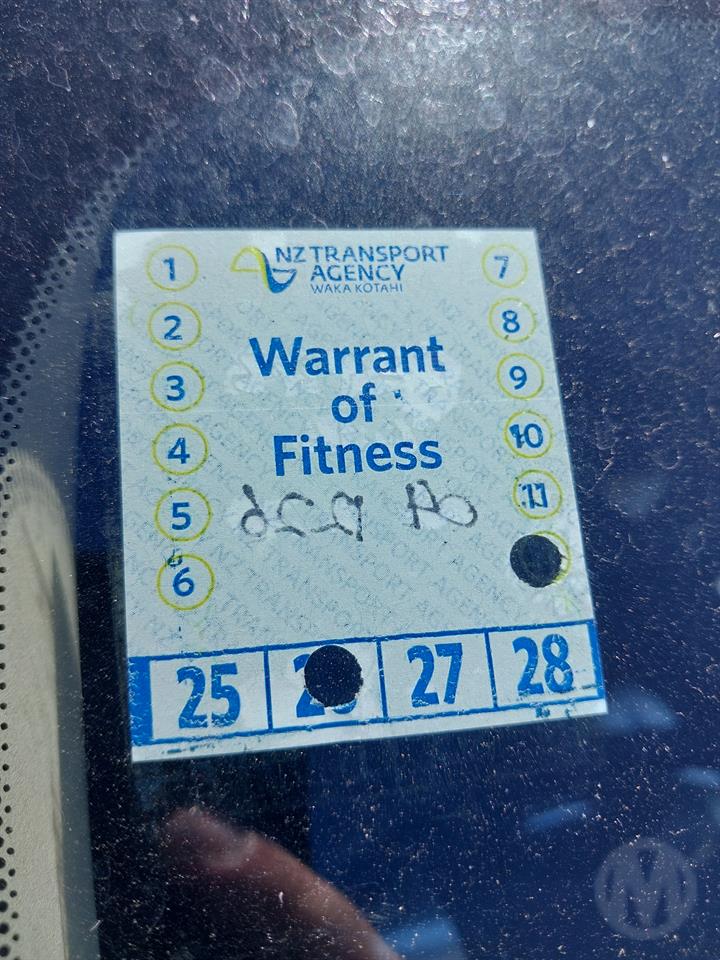 NZ TRANSPORT
AGENCY
WAKA KOTAHI
1
7
2
8
3
9
4
10
5
11
6
Warrant
of
Fitness
25
27
28
M